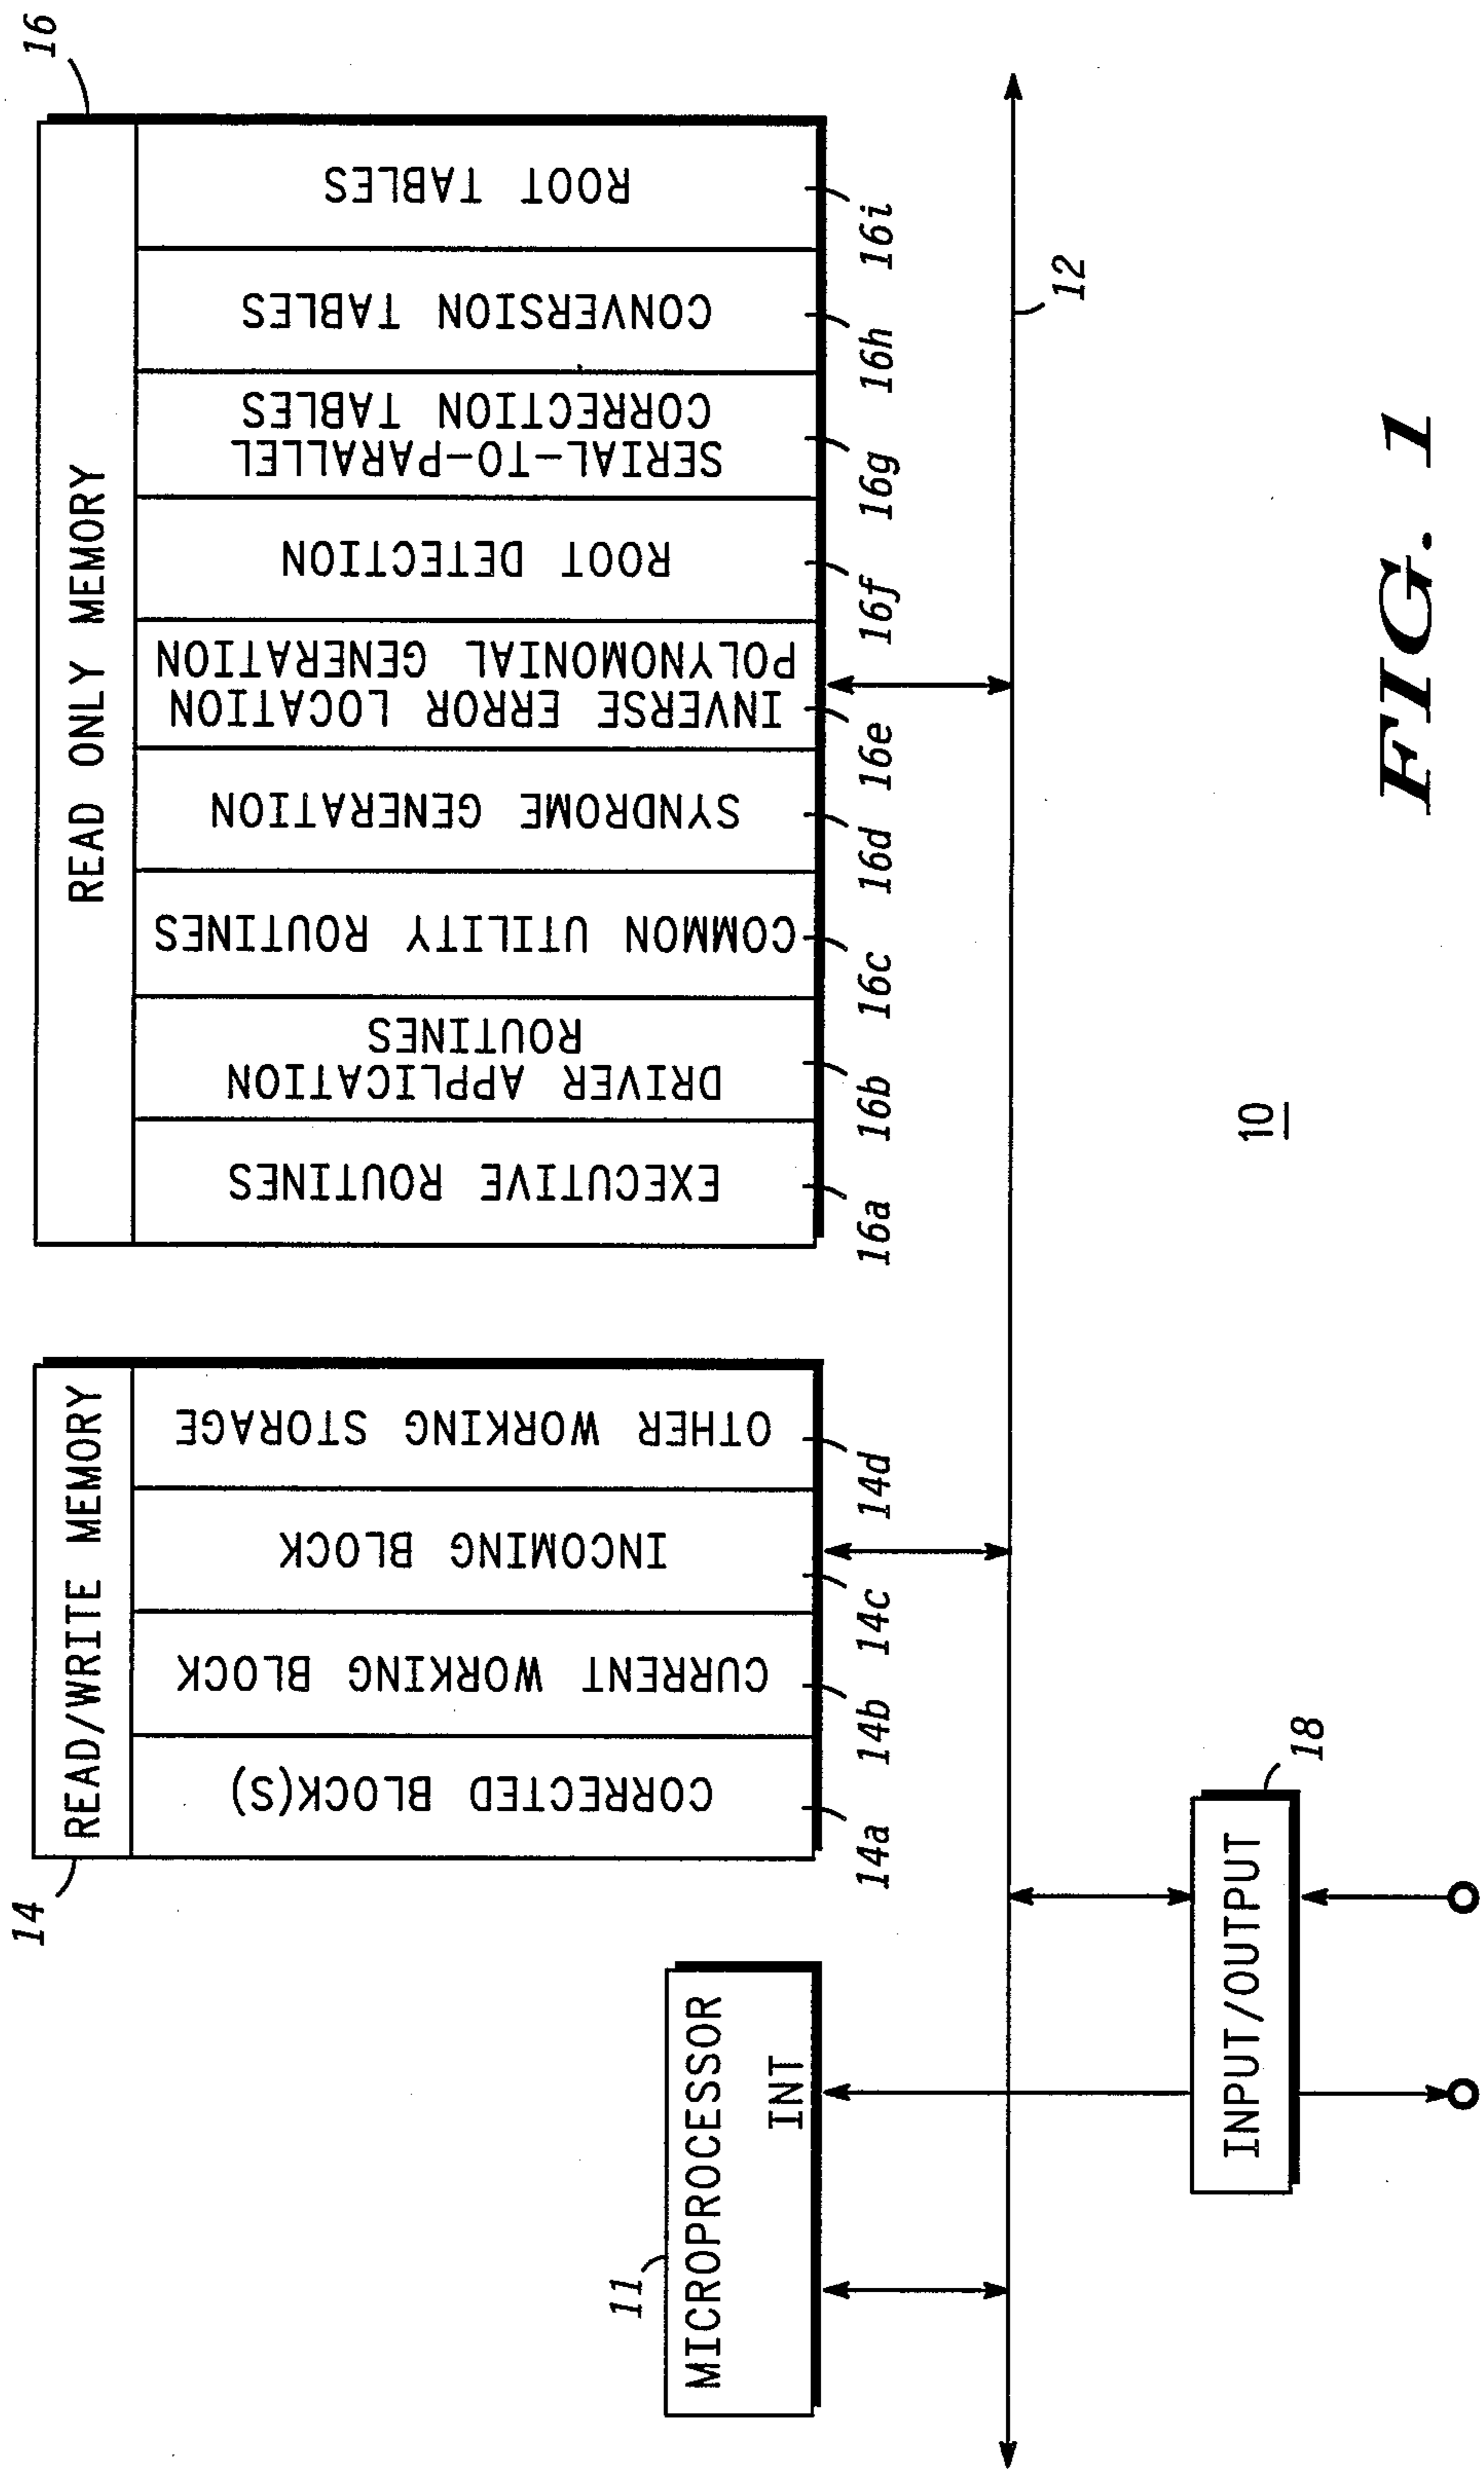 14
READ/WRITE MEMORY
CORRECTED BLOCK(S)
CURRENT WORKING BLOCK
INCOMING BLOCK
OTHER WORKING STORAGE
14a
14b
14c
14d
16
READ ONLY MEMORY
EXECUTIVE ROUTINES
DRIVER APPLICATION
ROUTINES
COMMON UTILITY ROUTINES
SYNDROME GENERATION
INVERSE ERROR LOCATION
POLYNOMONIAL GENERATION
ROOT DETECTION
SERIAL-TO-PARALLEL
CORRECTION TABLES
CONVERSION TABLES
ROOT TABLES
16a
16b
16c
16d
16e
16f
16g
16h
16i
11
MICROPROCESSOR
INT
12
18
INPUT/OUTPUT
10
FIG. 1